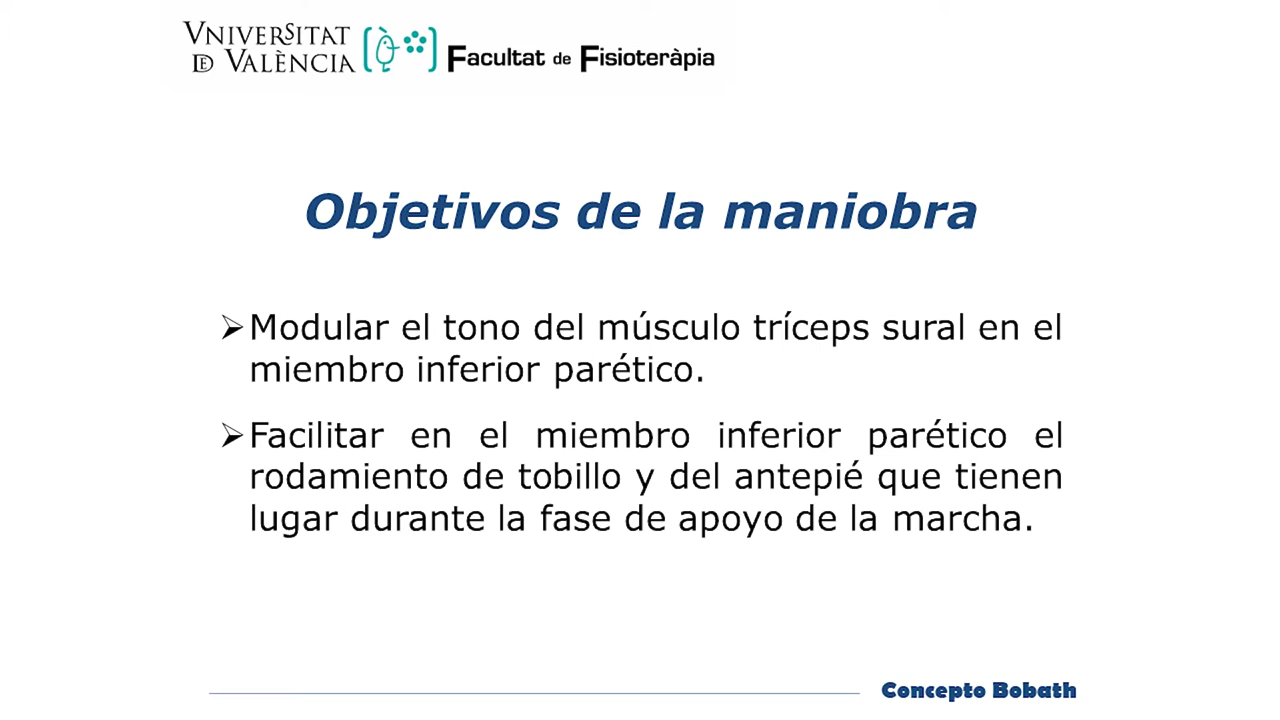 VNIVERSITAT
DE VALÈNCIA
Facultat de Fisioteràpia
Objetivos de la maniobra
➢Modular el tono del músculo tríceps sural en el
miembro inferior parético.
➢Facilitar en el miembro inferior parético el
rodamiento de tobillo y del antepié que tienen
lugar durante la fase de apoyo de la marcha.
Concepto Bobath